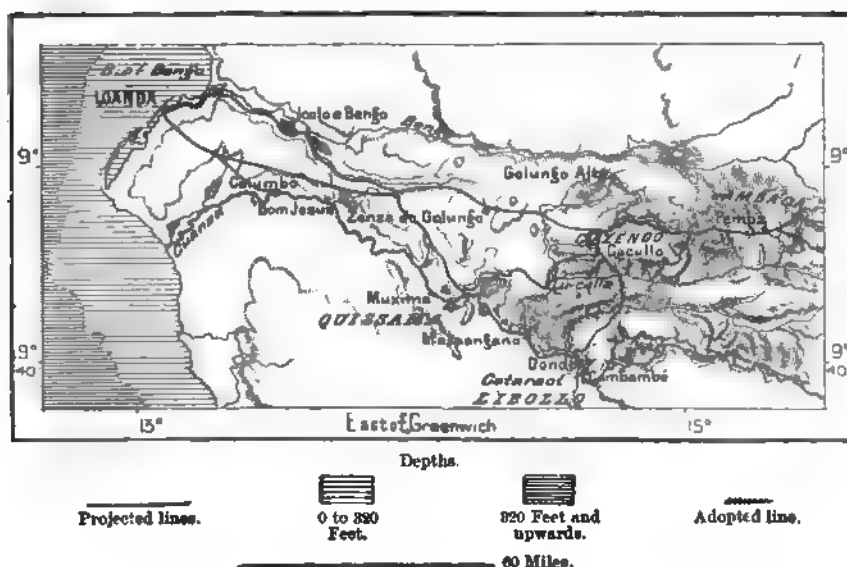 B. of Bengo
LOANDA
Icolo e Bengo
9°
9°
Golungo Alto
Calumbo
Bom Jesus
Zenza do Golungo
CAZENGO
Cacullo
Pemba
Muxima
QUISSAMA
Massangano
Dondo
9°
40
9°
40
Cataract
LIBOLLO
13°
East of Greenwich
15°
Depths.
Projected lines.
0 to 320
Feet.
320 Feet and
upwards.
Adopted line.
60 Miles.